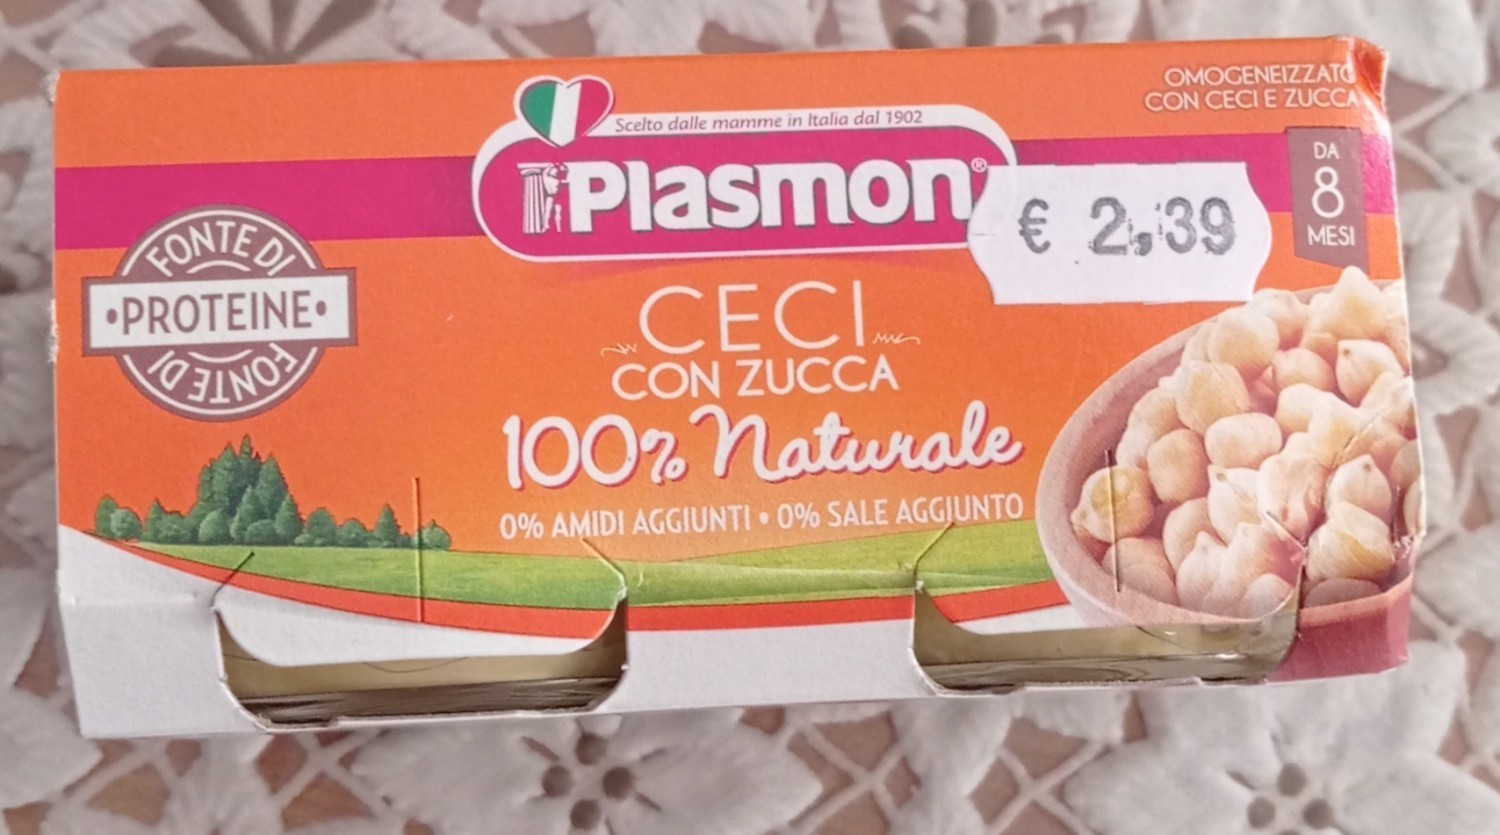 OMOGENEIZZATO
CON CECI E ZUCCA
Scelto dalle mamme in Italia dal 1902
Plasmon®
€ 2,39
DA
8
MESI
FONTE DI
•PROTEINE•
FONTE DI
CECI
CON ZUCCA
100% Naturale
0% AMIDI AGGIUNTI • 0% SALE AGGIUNTO